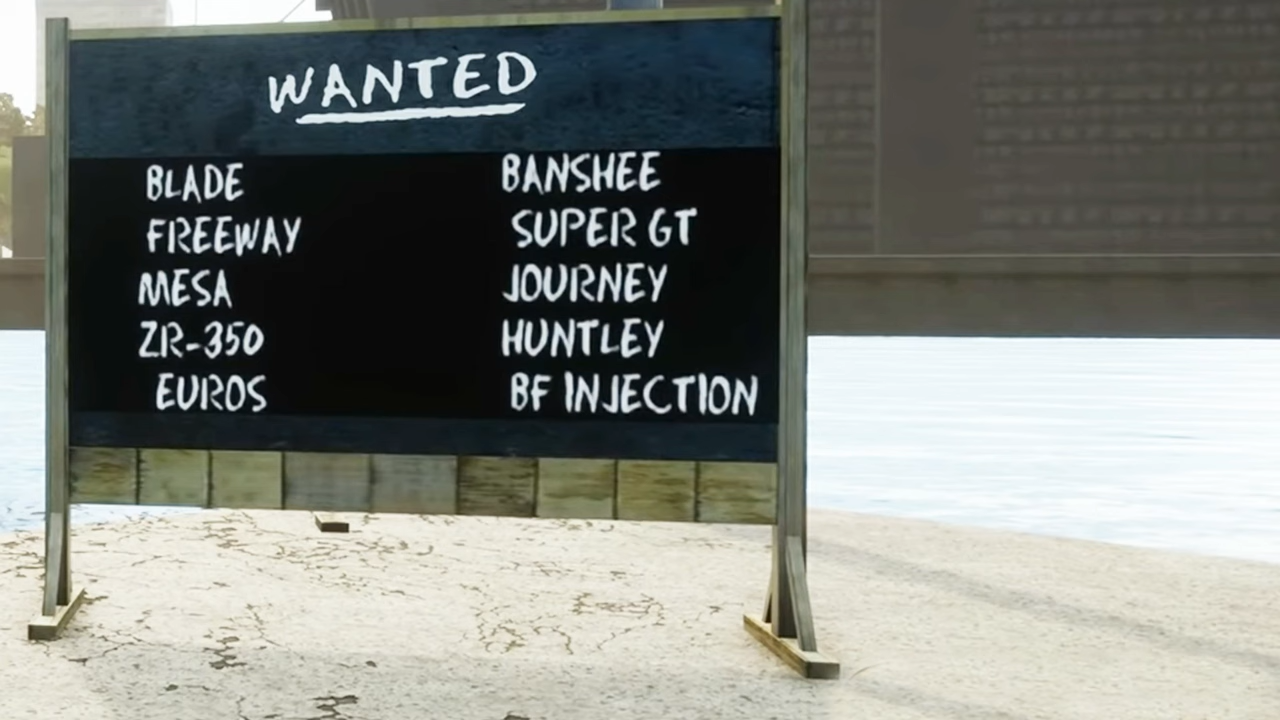 WANTED
BLADE
FREEWAY
MESA
ZR-350
EUROS
BANSHEE
SUPER GT
JOURNEY
HUNTLEY
BF INJECTION